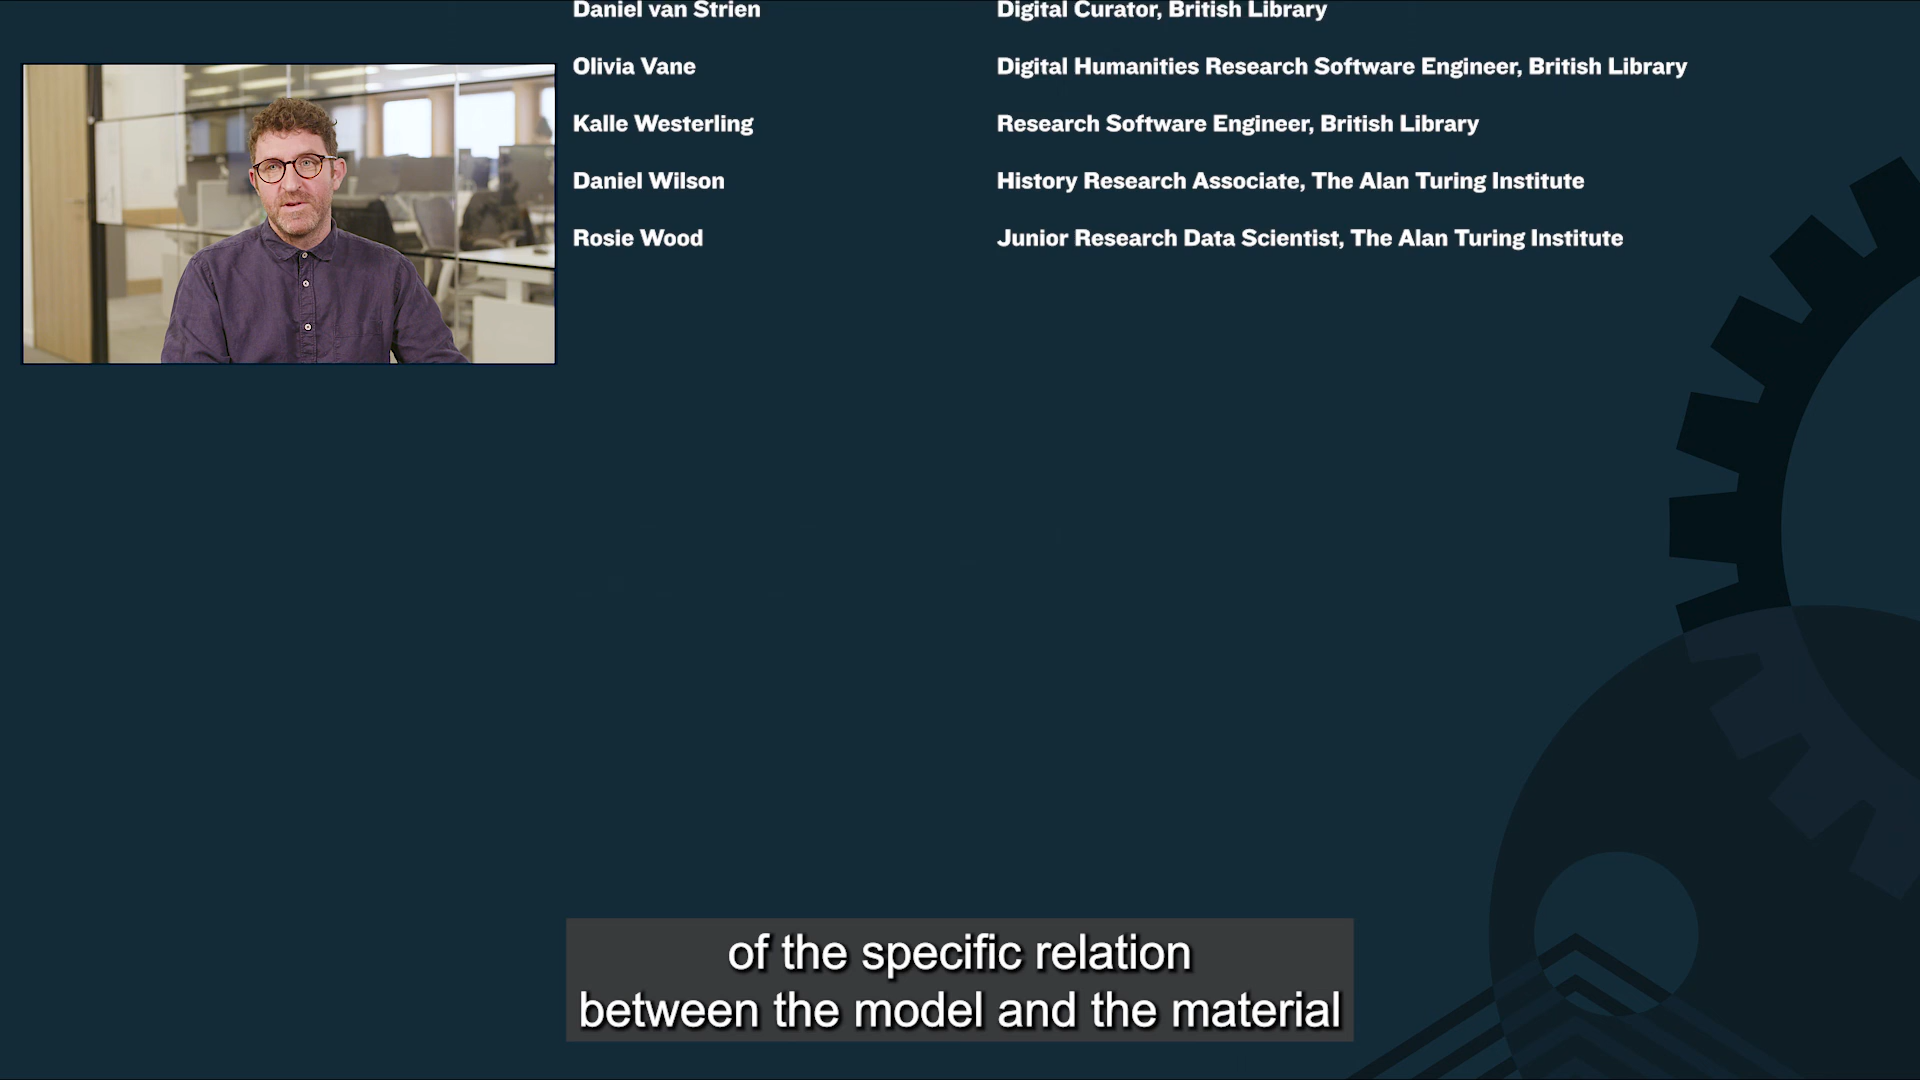 Daniel van Strien Digital Curator, British Library
Olivia Vane Digital Humanities Research Software Engineer, British Library
Kalle Westerling Research Software Engineer, British Library
Daniel Wilson History Research Associate, The Alan Turing Institute
Rosie Wood Junior Research Data Scientist, The Alan Turing Institute
of the specific relation
between the model and the material